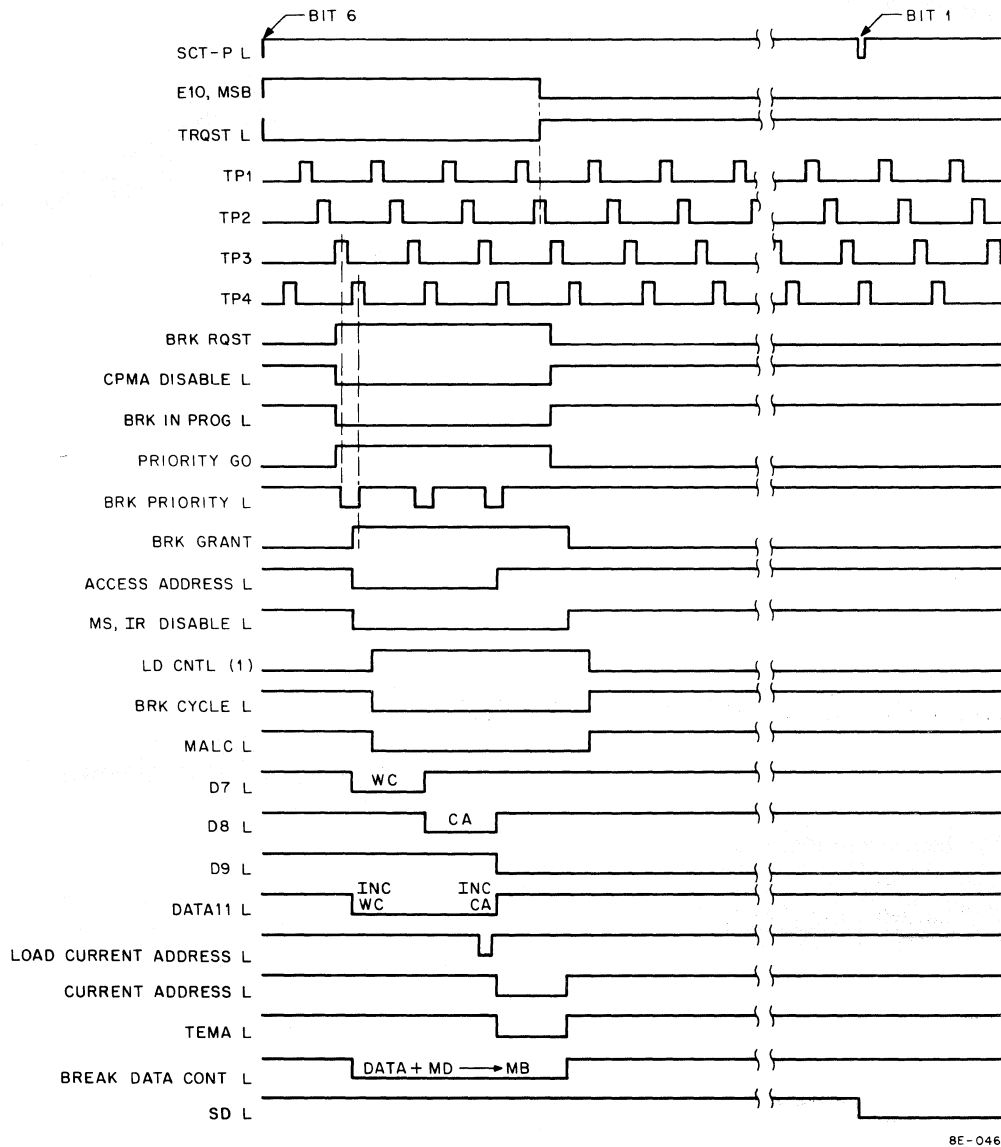 BIT 6
BIT 1
SCT-P L
E10, MSB
TRQST L
TP1
TP2
TP3
TP4
BRK RQST
CPMA DISABLE L
BRK IN PROG L
PRIORITY GO
BRK PRIORITY L
BRK GRANT
ACCESS ADDRESS L
MS, IR DISABLE L
LD CNTL (1)
BRK CYCLE L
MALC L
D7 L
WC
D8 L
CA
D9 L
INC INC
DATA11 L
WC CA
LOAD CURRENT ADDRESS L
CURRENT ADDRESS L
TEMA L
BREAK DATA CONT L
DATA + MD → MB
SD L
8E-046